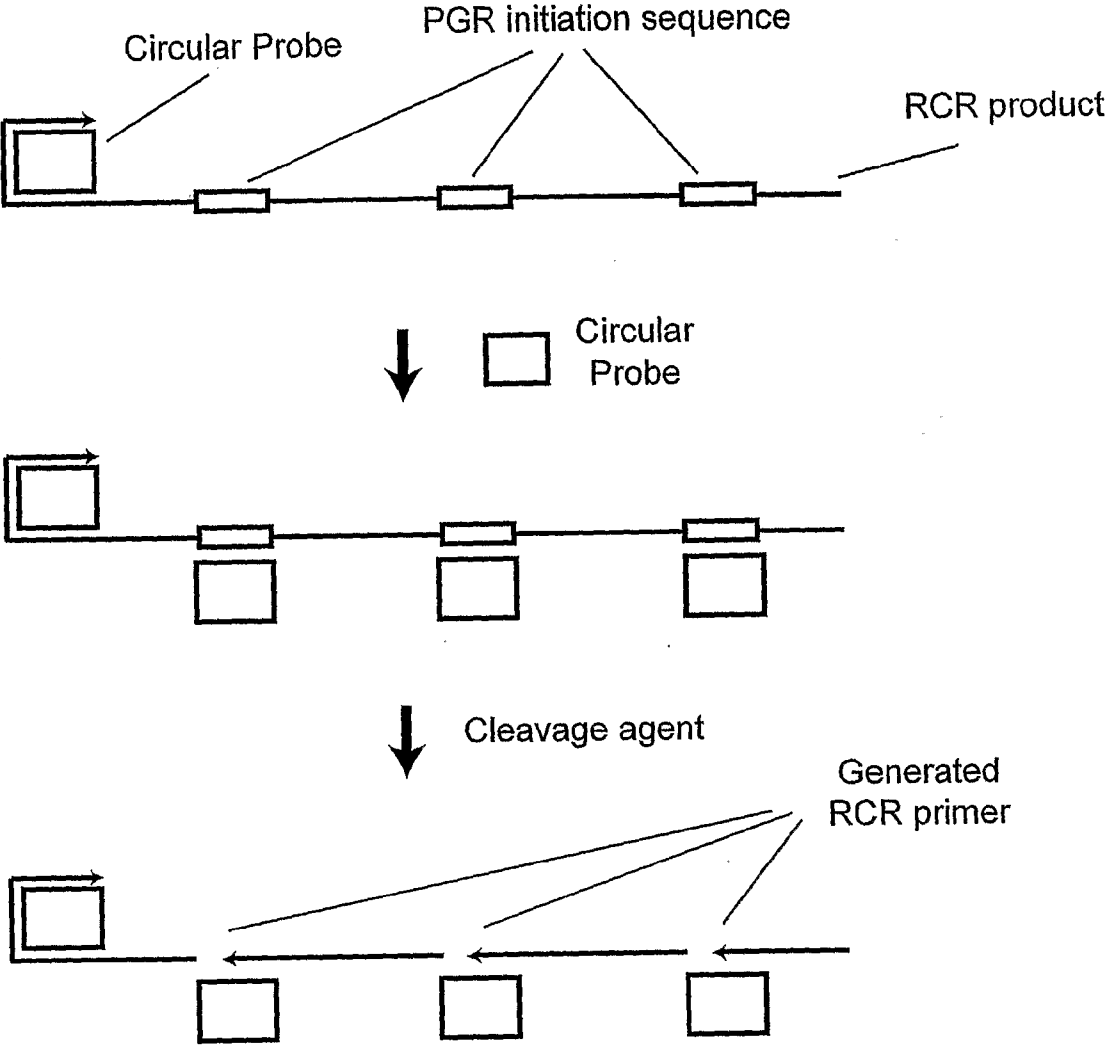 PGR initiation sequence
Circular Probe
RCR product
Circular
Probe
Cleavage agent
Generated
RCR primer